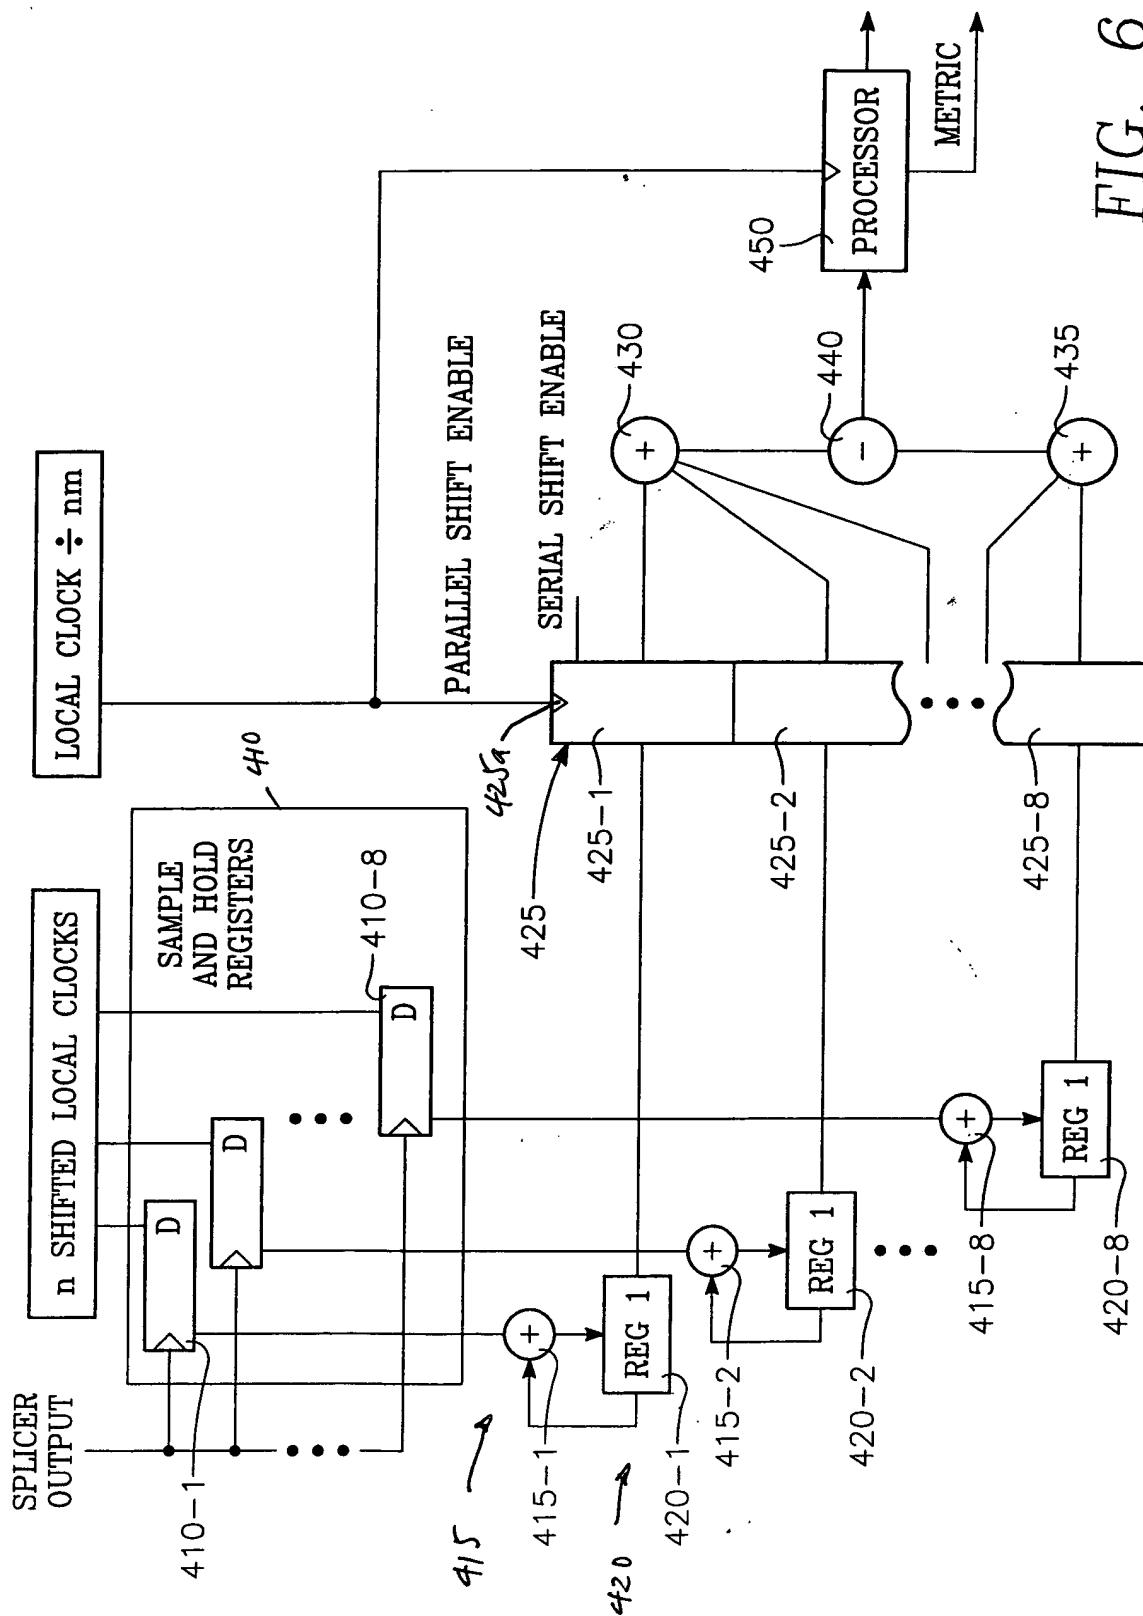 SPLICER
OUTPUT
n SHIFTED LOCAL CLOCKS
LOCAL CLOCK ÷ nm
410
SAMPLE
AND HOLD
REGISTERS
410-1
D
D
D
410-8
415
415-1
+
420
420-1
REG 1
415-2
+
420-2
REG 1
415-8
+
420-8
REG 1
425
425a
425-1
425-2
425-8
PARALLEL SHIFT ENABLE
SERIAL SHIFT ENABLE
430
+
440
-
435
+
450
PROCESSOR
METRIC
FIG. 6